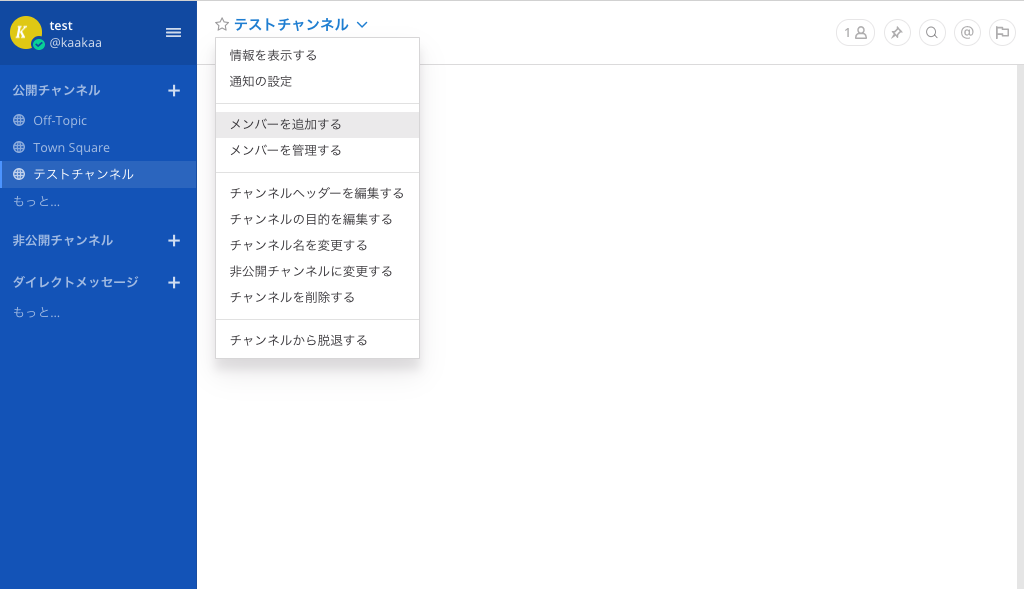 K
test
@kaakaa
公開チャンネル
Off-Topic
Town Square
テストチャンネル
もっと...
非公開チャンネル
ダイレクトメッセージ
もっと...
テストチャンネル
1
@
情報を表示する
通知の設定
メンバーを追加する
メンバーを管理する
チャンネルヘッダーを編集する
チャンネルの目的を編集する
チャンネル名を変更する
非公開チャンネルに変更する
チャンネルを削除する
チャンネルから脱退する